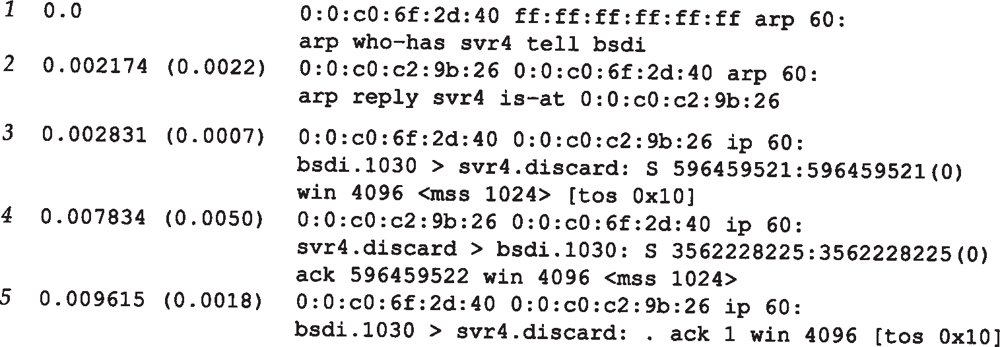 1 0.0 0:0:c0:6f:2d:40 ff:ff:ff:ff:ff:ff arp 60:
arp who-has svr4 tell bsdi
2 0.002174 (0.0022) 0:0:c0:c2:9b:26 0:0:c0:6f:2d:40 arp 60:
arp reply svr4 is-at 0:0:c0:c2:9b:26
3 0.002831 (0.0007) 0:0:c0:6f:2d:40 0:0:c0:c2:9b:26 ip 60:
bsdi.1030 > svr4.discard: S 596459521:596459521(0)
win 4096 <mss 1024> [tos 0x10]
4 0.007834 (0.0050) 0:0:c0:c2:9b:26 0:0:c0:6f:2d:40 ip 60:
svr4.discard > bsdi.1030: S 3562228225:3562228225(0)
ack 596459522 win 4096 <mss 1024>
5 0.009615 (0.0018) 0:0:c0:6f:2d:40 0:0:c0:c2:9b:26 ip 60:
bsdi.1030 > svr4.discard: . ack 1 win 4096 [tos 0x10]